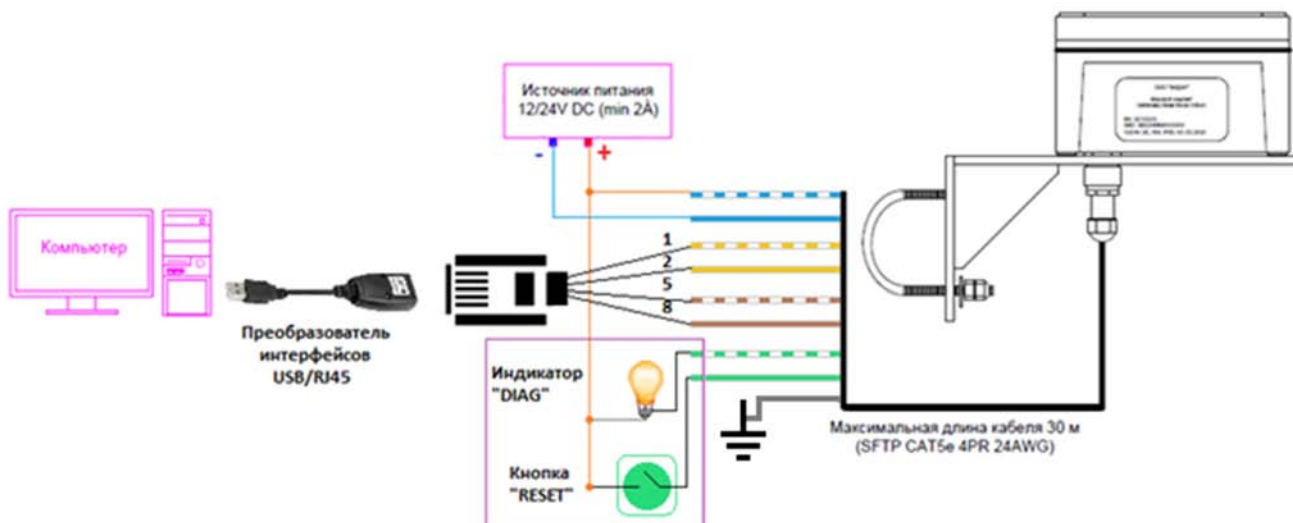 Источник питания
12/24V DC (min 2À)
-
+
Компьютер
1
2
5
8
Преобразователь
интерфейсов
USB/RJ45
Индикатор
"DIAG"
Кнопка
"RESET"
Максимальная длина кабеля 30 м
(SFTP CAT5e 4PR 24AWG)